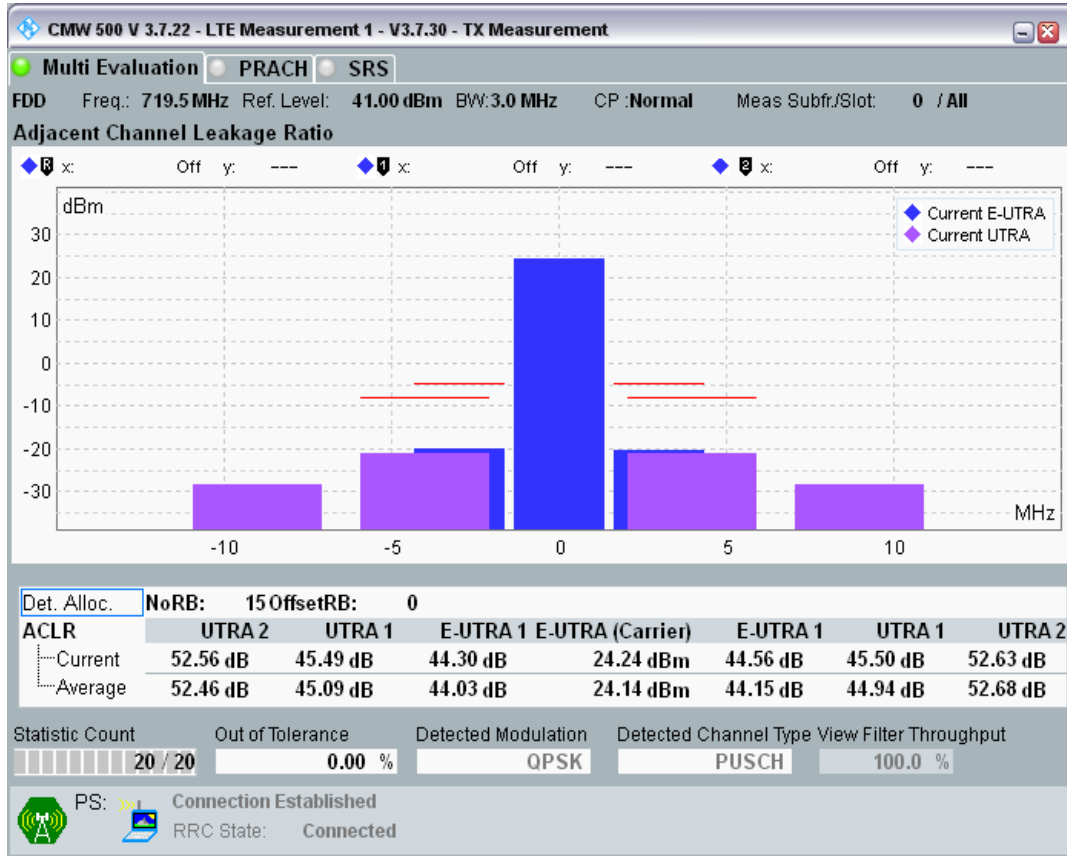 CMW 500 V 3.7.22 - LTE Measurement 1 - V3.7.30 - TX Measurement
Multi Evaluation PRACH SRS
FDD Freq.: 719.5 MHz Ref. Level: 41.00 dBm BW: 3.0 MHz CP :Normal Meas Subfr./Slot: 0 / All
Adjacent Channel Leakage Ratio
R x: Off y: --- 1 x: Off y: --- 2 x: Off y: ---
dBm
Current E-UTRA
Current UTRA
30
20
10
0
-10
-20
-30
MHz
-10 -5 0 5 10
Det. Alloc. NoRB: 15 OffsetRB: 0
ACLR UTRA 2 UTRA 1 E-UTRA 1 E-UTRA (Carrier) E-UTRA 1 UTRA 1 UTRA 2
Current 52.56 dB 45.49 dB 44.30 dB 24.24 dBm 44.56 dB 45.50 dB 52.63 dB
Average 52.46 dB 45.09 dB 44.03 dB 24.14 dBm 44.15 dB 44.94 dB 52.68 dB
Statistic Count Out of Tolerance Detected Modulation Detected Channel Type View Filter Throughput
20 / 20 0.00 % QPSK PUSCH 100.0 %
PS: Connection Established
RRC State: Connected